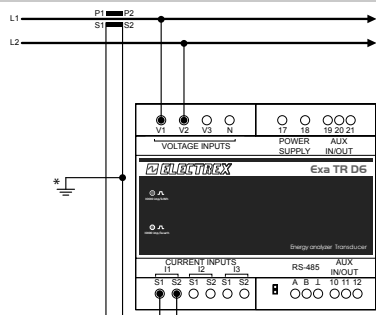 P1 P2
L1
S1 S2
L2
V1 V2 V3 N 17 18 19 20 21
VOLTAGE INPUTS POWER SUPPLY AUX IN/OUT
ELECTREX Exa TR D6
*
Energy analyzer Transducer
CURRENT INPUTS
I1 I2 I3 RS-485 AUX IN/OUT
S1 S2 S1 S2 S1 S2 A B ⊥ 10 11 12